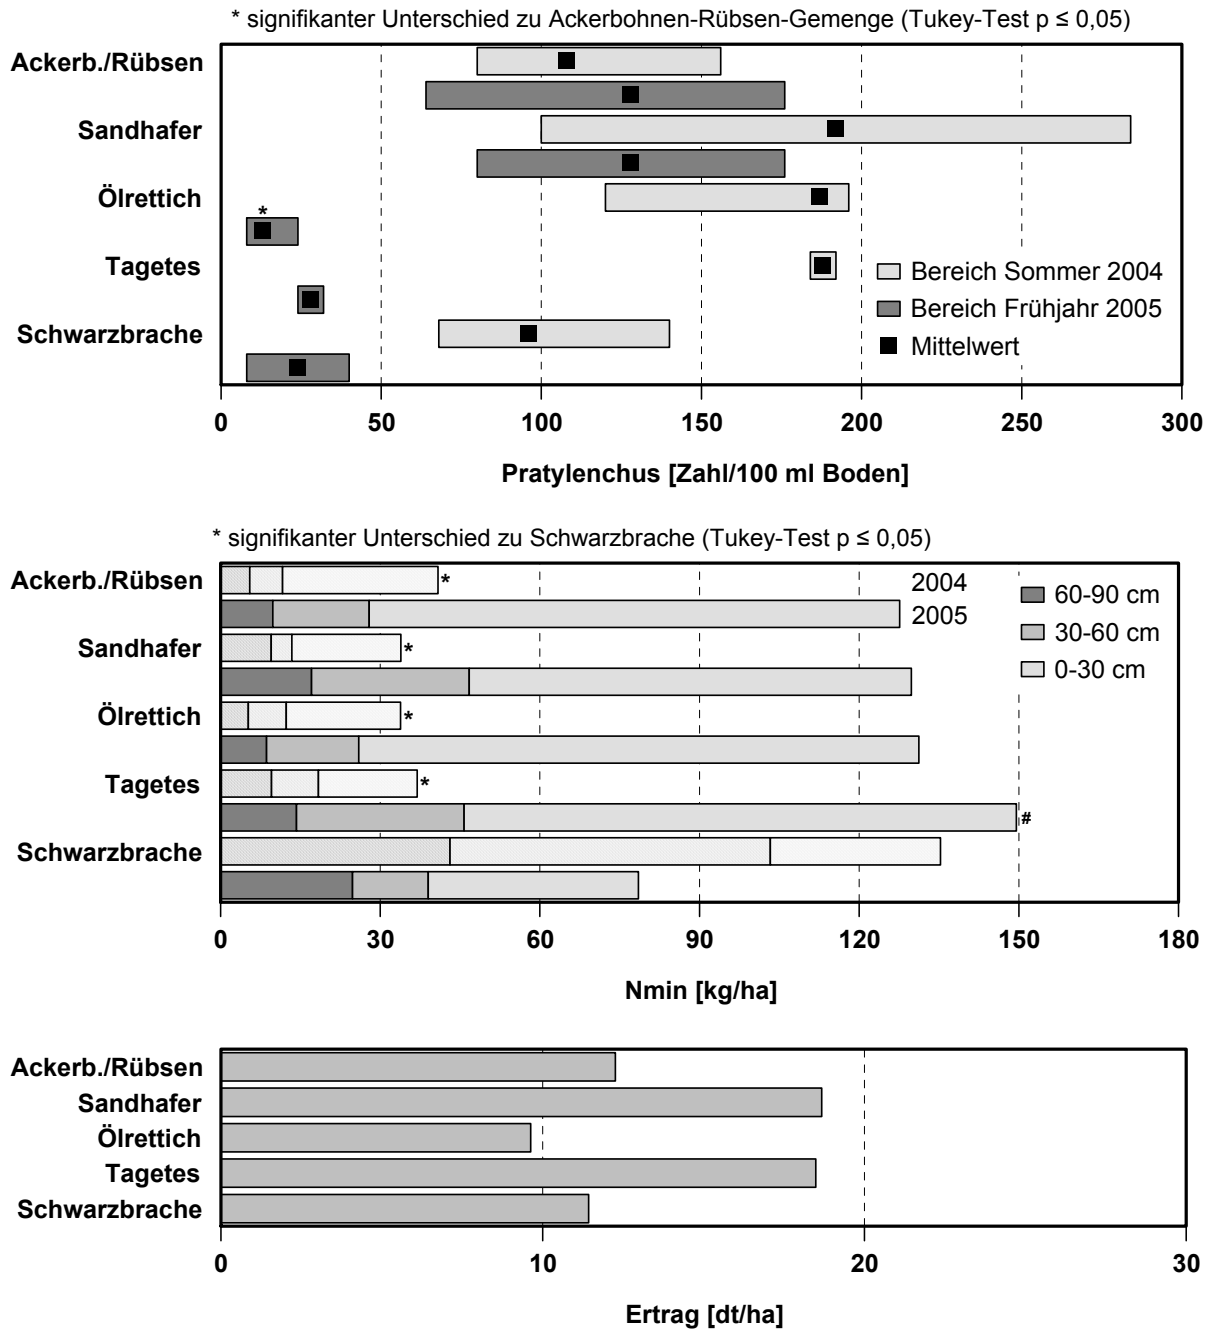 * signifikanter Unterschied zu Ackerbohnen-Rübsen-Gemenge (Tukey-Test p ≤ 0,05)
Ackerb./Rübsen
Sandhafer
Ölrettich
*
Tagetes
Schwarzbrache
Bereich Sommer 2004
Bereich Frühjahr 2005
Mittelwert
0 50 100 150 200 250 300
Pratylenchus [Zahl/100 ml Boden]
* signifikanter Unterschied zu Schwarzbrache (Tukey-Test p ≤ 0,05)
Ackerb./Rübsen *
Sandhafer *
Ölrettich *
Tagetes *
#
Schwarzbrache
2004
2005
60-90 cm
30-60 cm
0-30 cm
0 30 60 90 120 150 180
Nmin [kg/ha]
Ackerb./Rübsen
Sandhafer
Ölrettich
Tagetes
Schwarzbrache
0 10 20 30
Ertrag [dt/ha]